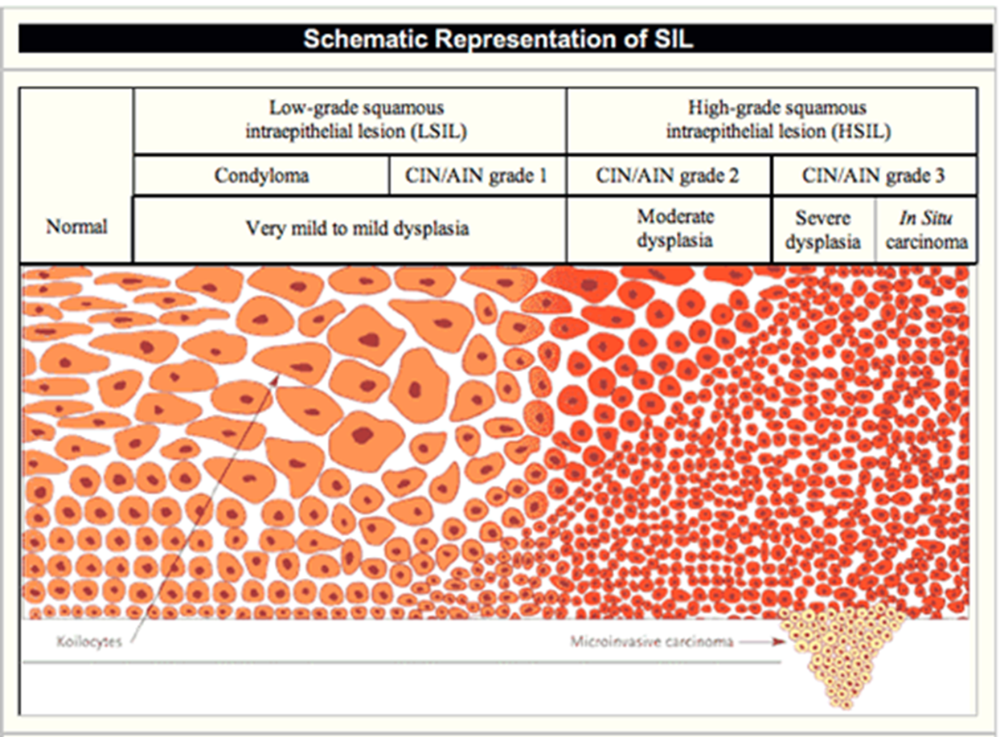 Schematic Representation of SIL
Low-grade squamous
intraepithelial lesion (LSIL)
High-grade squamous
intraepithelial lesion (HSIL)
Condyloma
CIN/AIN grade 1
CIN/AIN grade 2
CIN/AIN grade 3
Normal
Very mild to mild dysplasia
Moderate
dysplasia
Severe
dysplasia
In Situ
carcinoma
Koilocytes
Microinvasive carcinoma